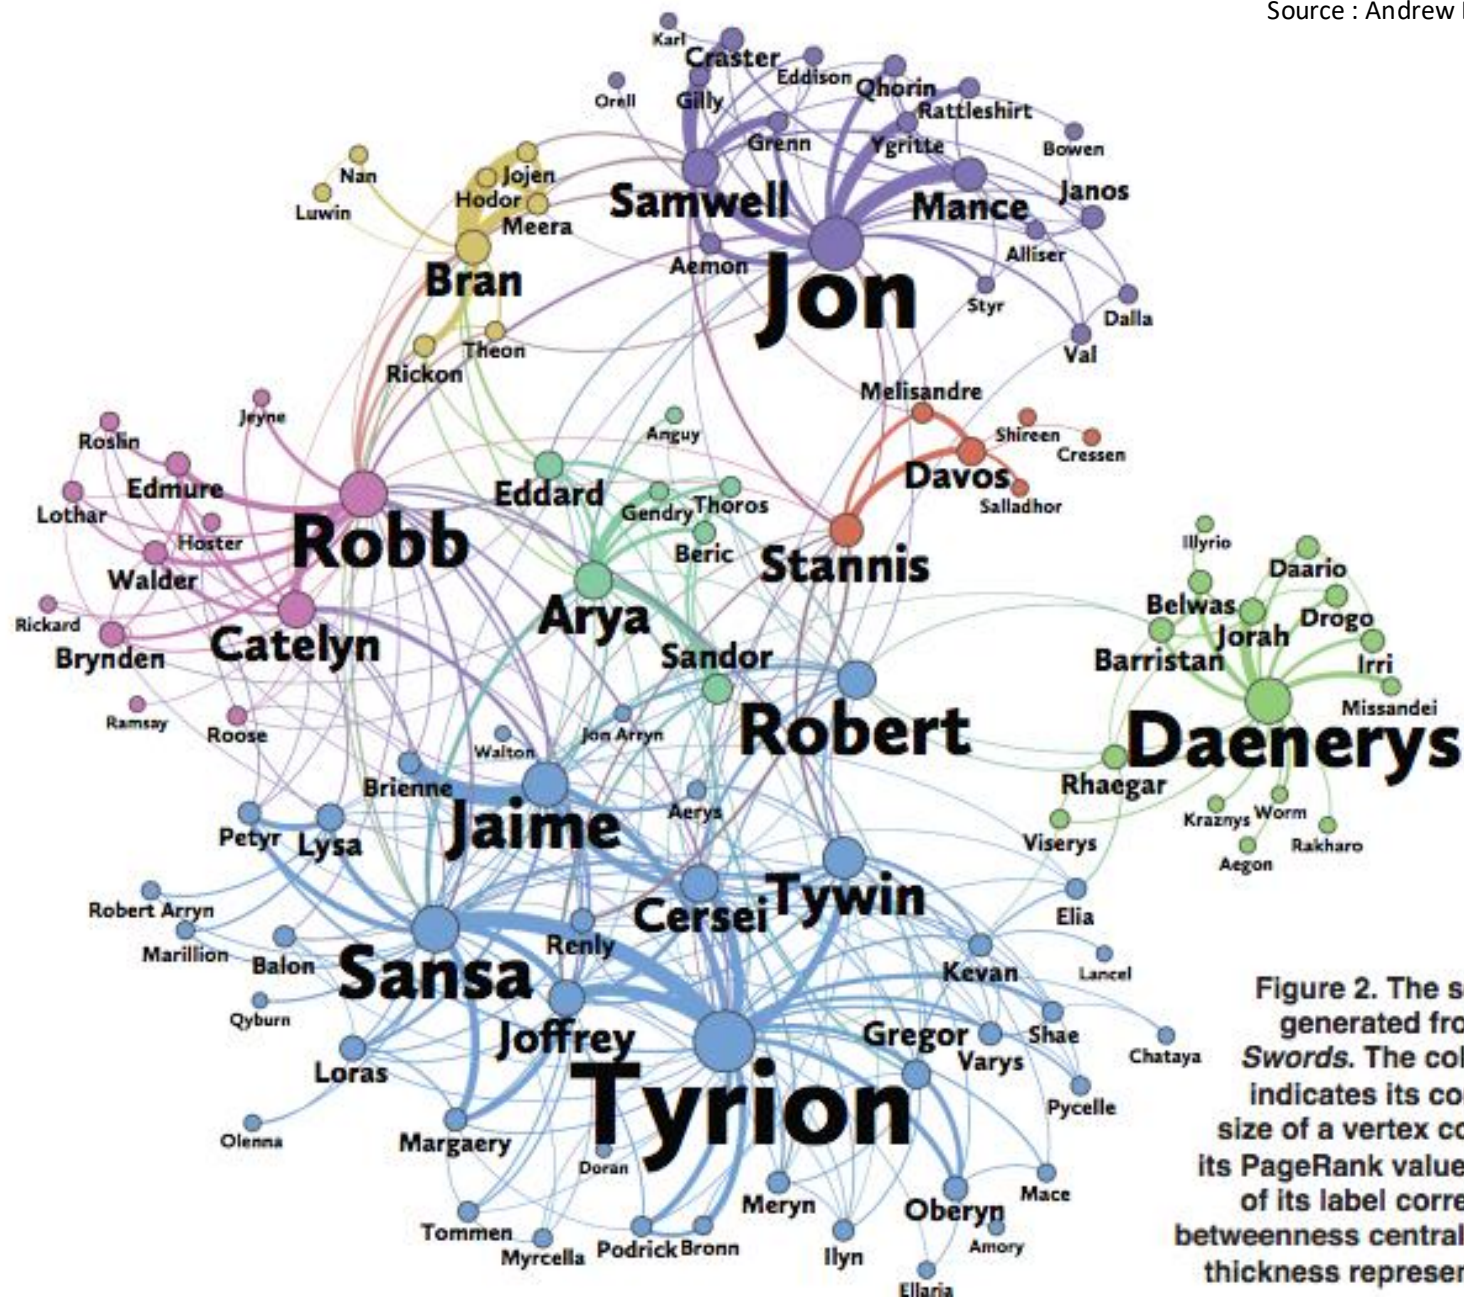 Source : Andrew
Karl
Craster
Eddison
Qhorin
Orell
Gilly
Rattleshirt
Grenn
Ygritte
Bowen
Nan
Jojen
Hodor
Luwin
Samwell
Mance
Janos
Meera
Alliser
Aemon
Bran
Jon
Styr
Dalla
Theon
Val
Rickon
Melisandre
Jeyne
Roslin
Anguy
Shireen
Cressen
Edmure
Eddard
Davos
Gendry
Thoros
Salladhor
Lothar
Hoster
Robb
Beric
Illyrio
Walder
Stannis
Daario
Belwas
Drogo
Arya
Rickard
Jorah
Catelyn
Brynden
Sandor
Barristan
Irri
Missandei
Ramsay
Roose
Jon Arryn
Robert
Daenerys
Walton
Brienne
Rhaegar
Aerys
Jaime
Kraznys
Worm
Petyr
Lysa
Viserys
Rakharo
Aegon
Tywin
Robert Arryn
Cersei
Elia
Renly
Marillion
Balon
Sansa
Kevan
Lancel
Qyburn
Joffrey
Gregor
Shae
Varys
Chataya
Loras
Tyrion
Pycelle
Olenna
Margaery
Doran
Meryn
Mace
Oberyn
Tommen
Myrcella
Podrick
Bronn
Ilyn
Amory
Ellaria
Figure 2. The s
generated fro
Swords. The co
indicates its co
size of a vertex co
its PageRank value
of its label corre
betweenness central
thickness represe